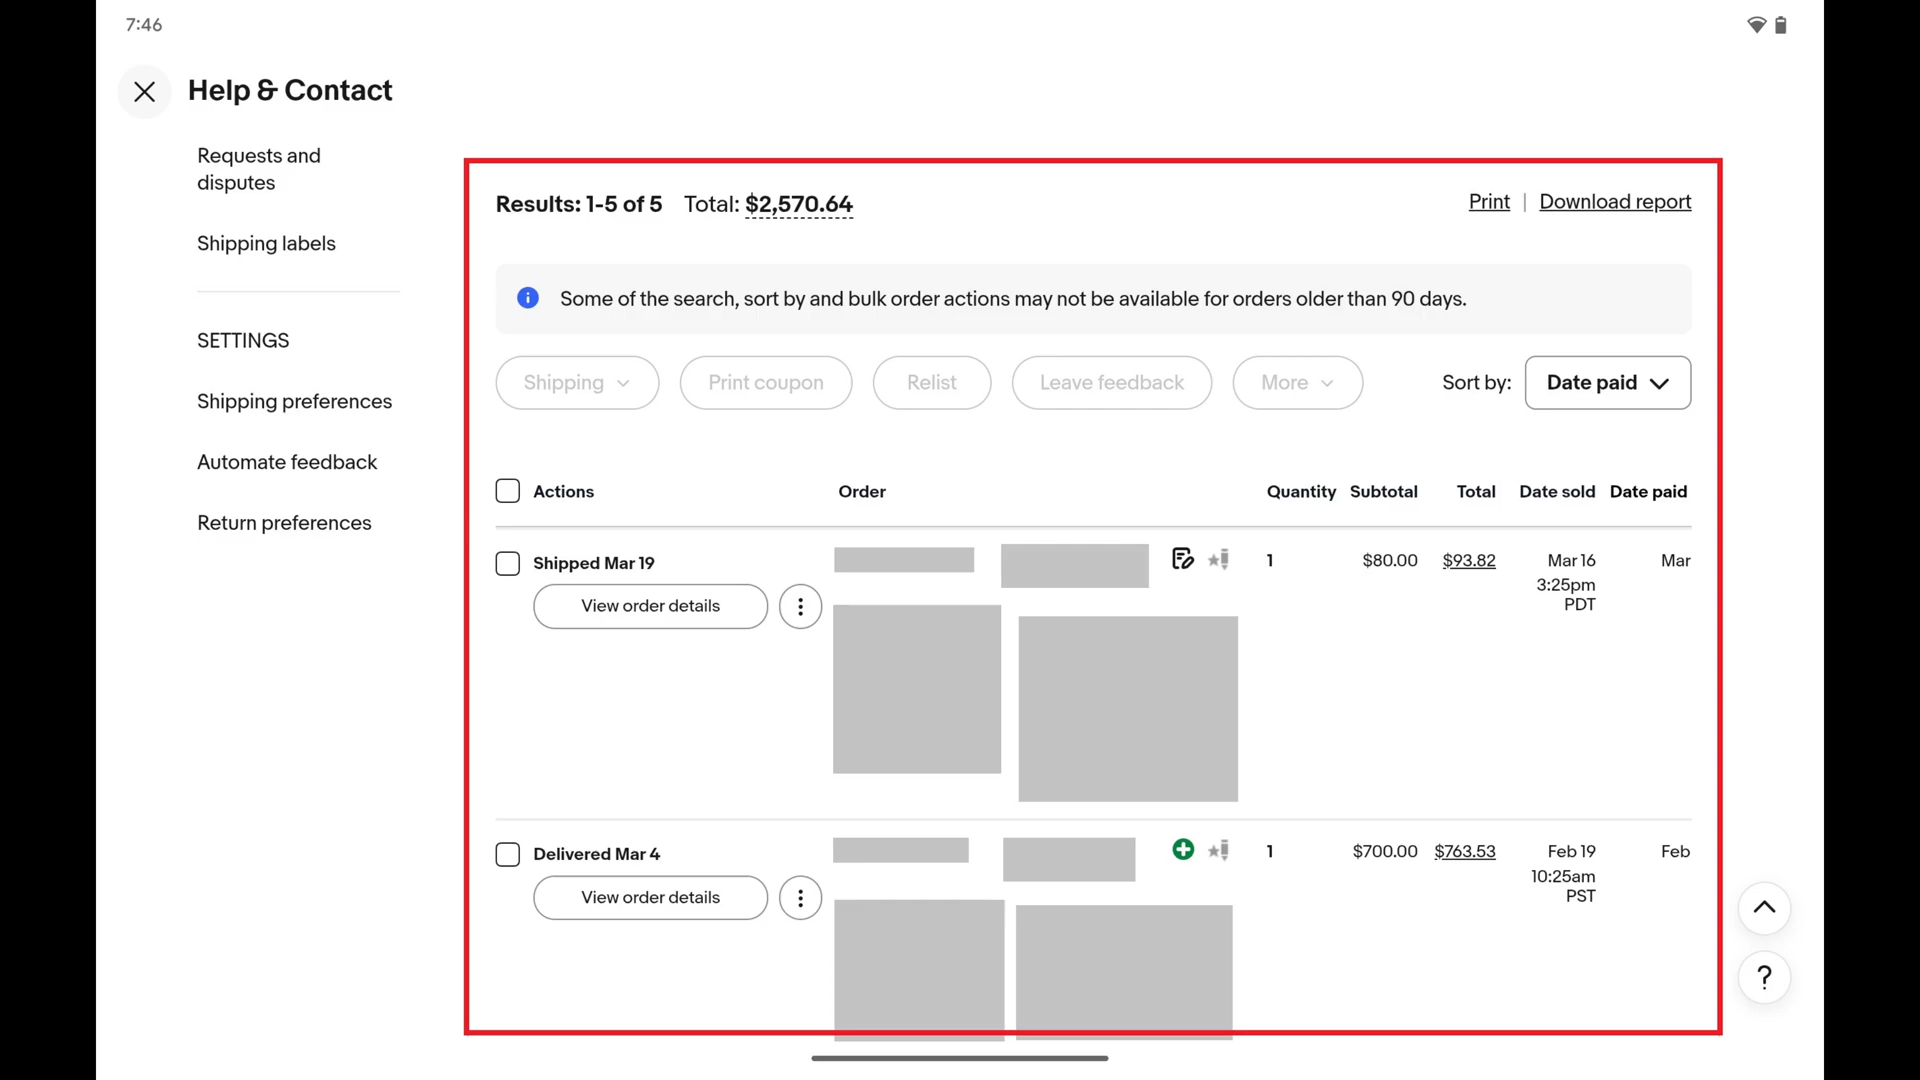 7:46
Help & Contact
Requests and
disputes
Shipping labels
SETTINGS
Shipping preferences
Automate feedback
Return preferences
Results: 1-5 of 5 Total: $2,570.64
Print | Download report
Some of the search, sort by and bulk order actions may not be available for orders older than 90 days.
Shipping Print coupon Relist Leave feedback More Sort by: Date paid
Actions Order Quantity Subtotal Total Date sold Date paid
Shipped Mar 19 1 $80.00 $93.82 Mar 16 Mar
3:25pm
PDT
View order details
Delivered Mar 4 1 $700.00 $763.53 Feb 19 Feb
10:25am
PST
View order details
?